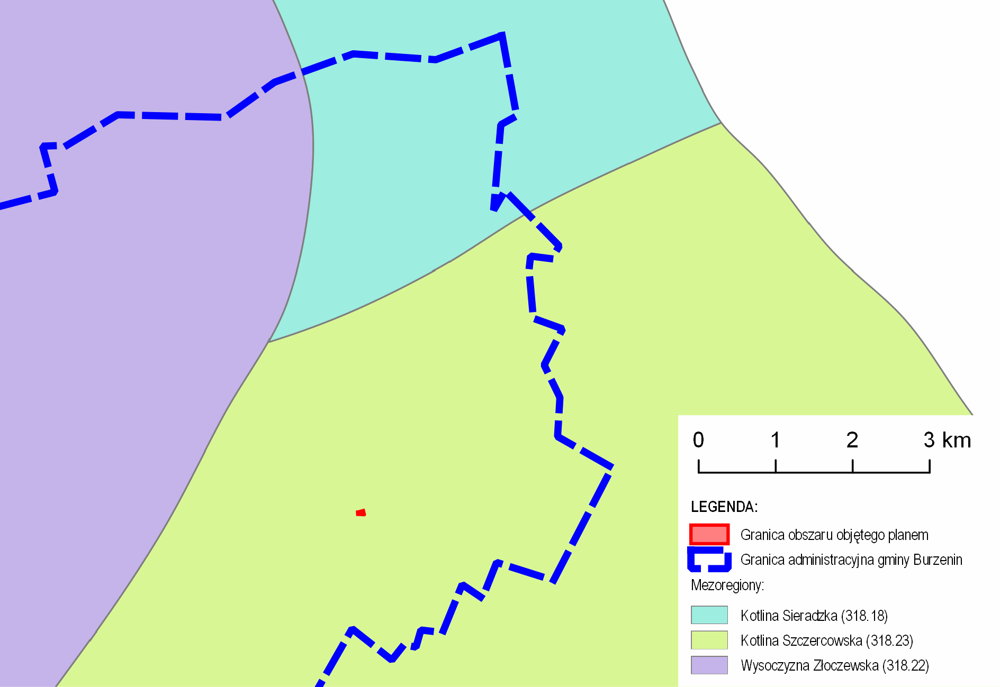 0 1 2 3 km
LEGENDA:
Granica obszaru objętego planem
Granica administracyjna gminy Burzenin
Mezoregiony:
Kotlina Sieradzka (318.18)
Kotlina Szczercowska (318.23)
Wysoczyzna Złoczewska (318.22)